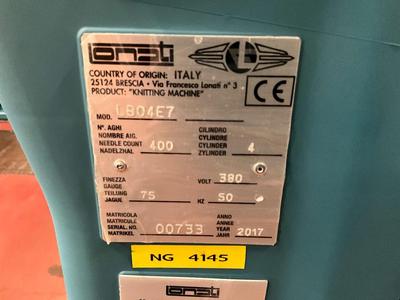 Lonati L
COUNTRY OF ORIGIN: ITALY
25124 BRESCIA • Via Francesco Lonati n° 3
PRODUCT: "KNITTING MACHINE"
CE
MOD. LB04E7
N°. AGHI
NOMBRE AIG.
NEEDLE COUNT 400
NADELZHAL
CILINDRO
CYLINDRE
CYLINDER 4
ZYLINDER
FINEZZA
GAUGE
TEILUNG 75
JAGUE
VOLT 380
HZ 50
MATRICOLA
MATRICULE
SERIAL NO. 00733
MATRIKEL
ANNO
ANNEE
YEAR 2017
JAHR
NG 4145
Lonati